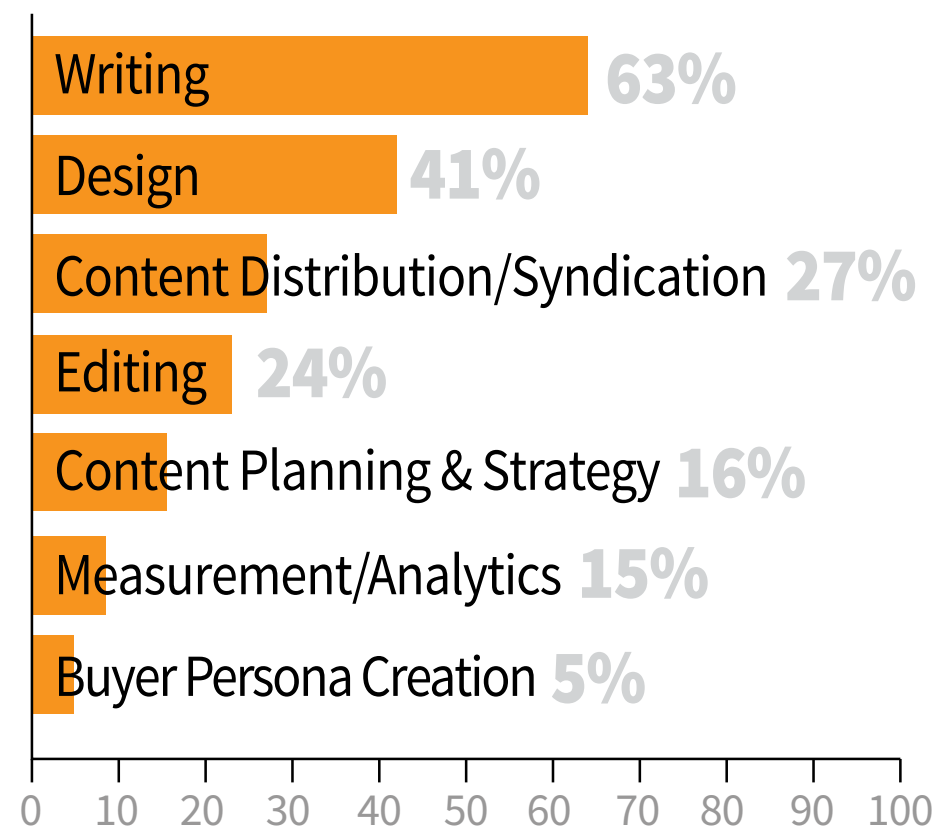 Writing 63%
Design 41%
Content Distribution/Syndication 27%
Editing 24%
Content Planning & Strategy 16%
Measurement/Analytics 15%
Buyer Persona Creation 5%
0 10 20 30 40 50 60 70 80 90 100